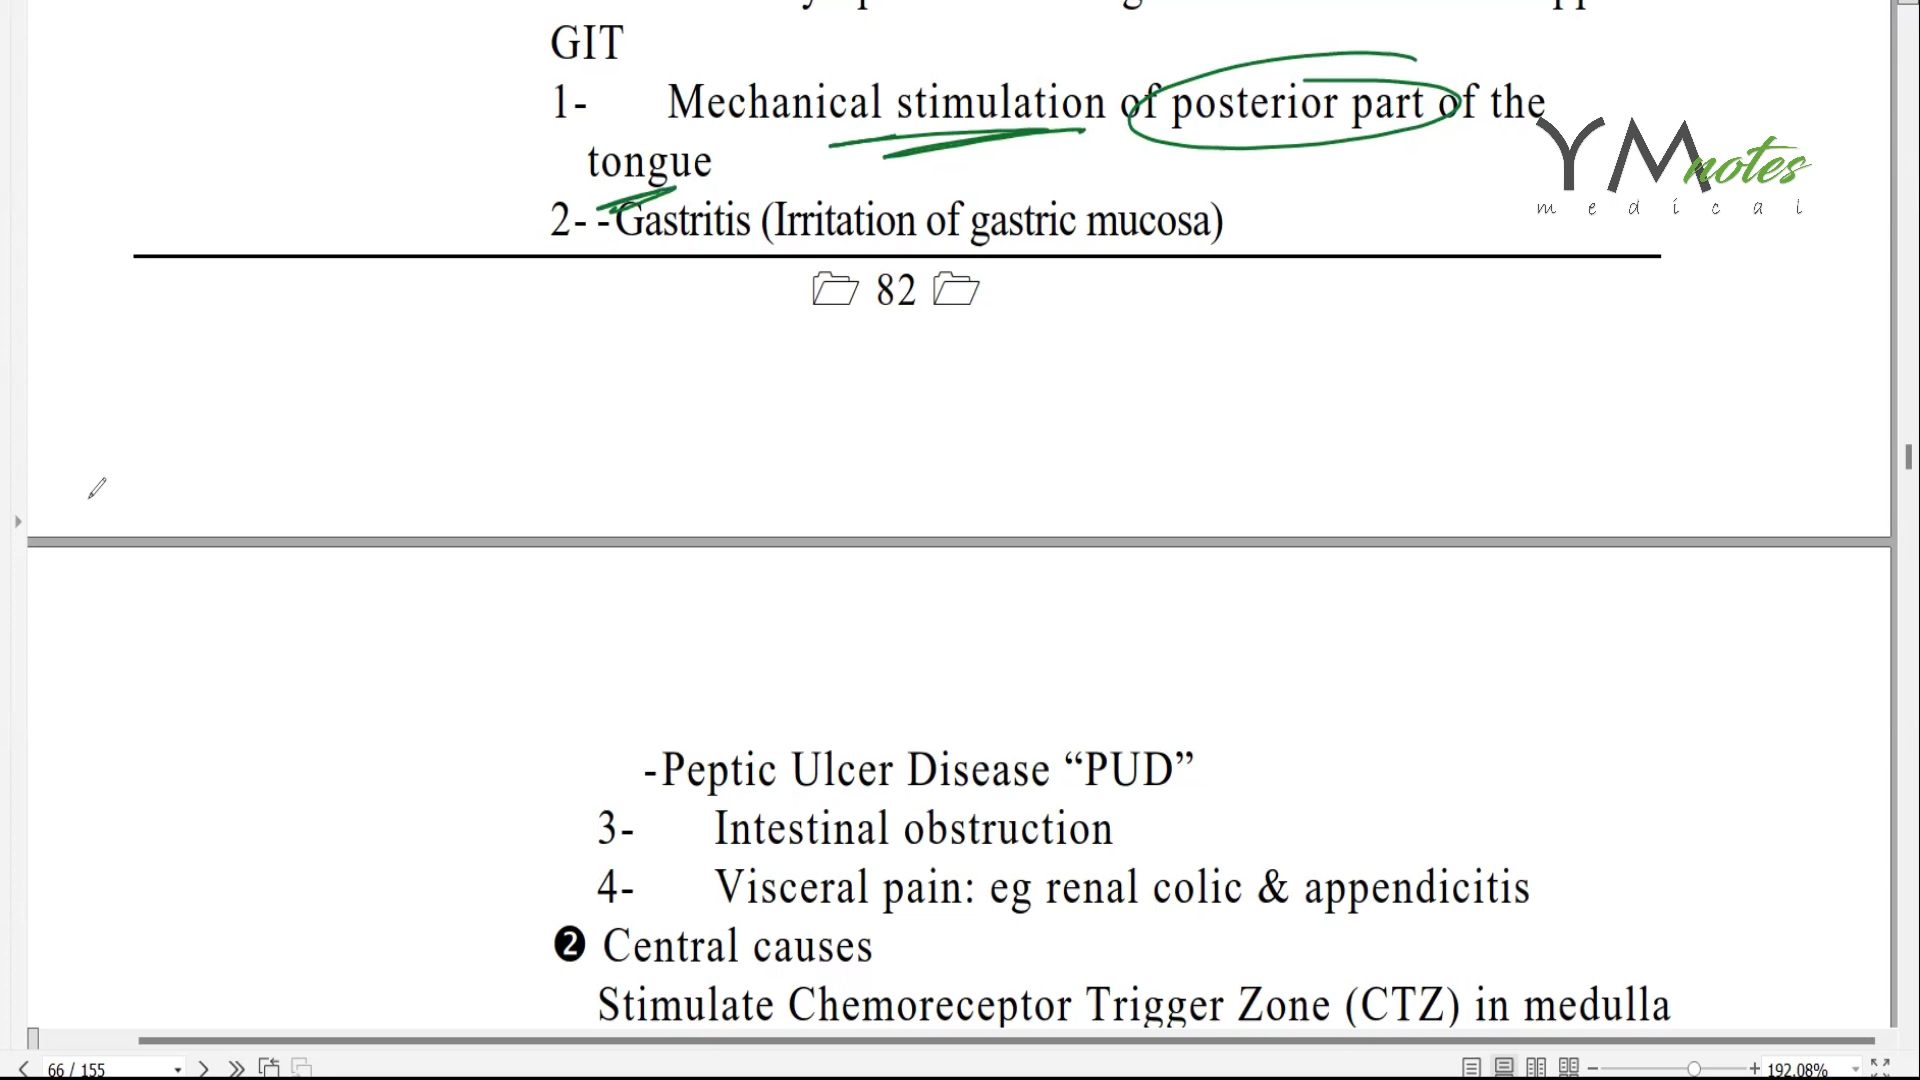 GIT
1- Mechanical stimulation of posterior part of the
tongue
2- -Gastritis (Irritation of gastric mucosa)
YM notes
medical
82
-Peptic Ulcer Disease “PUD”
3- Intestinal obstruction
4- Visceral pain: eg renal colic & appendicitis
❷ Central causes
Stimulate Chemoreceptor Trigger Zone (CTZ) in medulla
66 / 155
192.08%